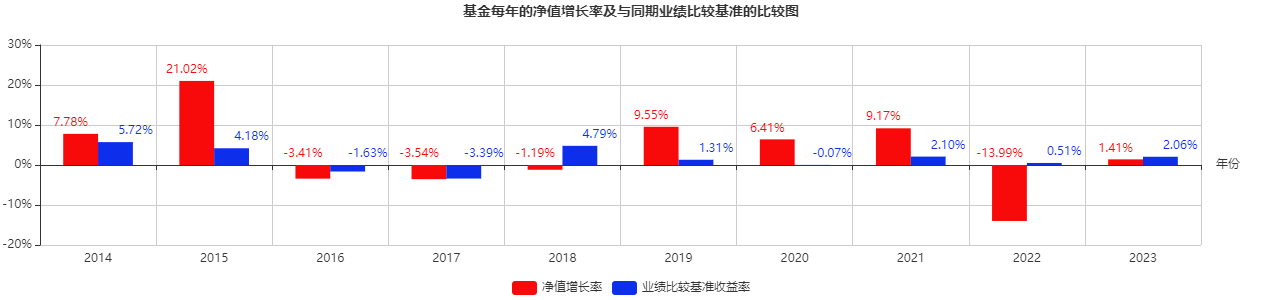 基金每年的净值增长率及与同期业绩比较基准的比较图
30%
20%
10%
0%
-10%
-20%
7.78% 5.72% 21.02% 4.18% -3.41% -1.63% -3.54% -3.39% -1.19% 4.79% 9.55% 1.31% 6.41% -0.07% 9.17% 2.10% -13.99% 0.51% 1.41% 2.06%
年份
2014 2015 2016 2017 2018 2019 2020 2021 2022 2023
净值增长率 业绩比较基准收益率